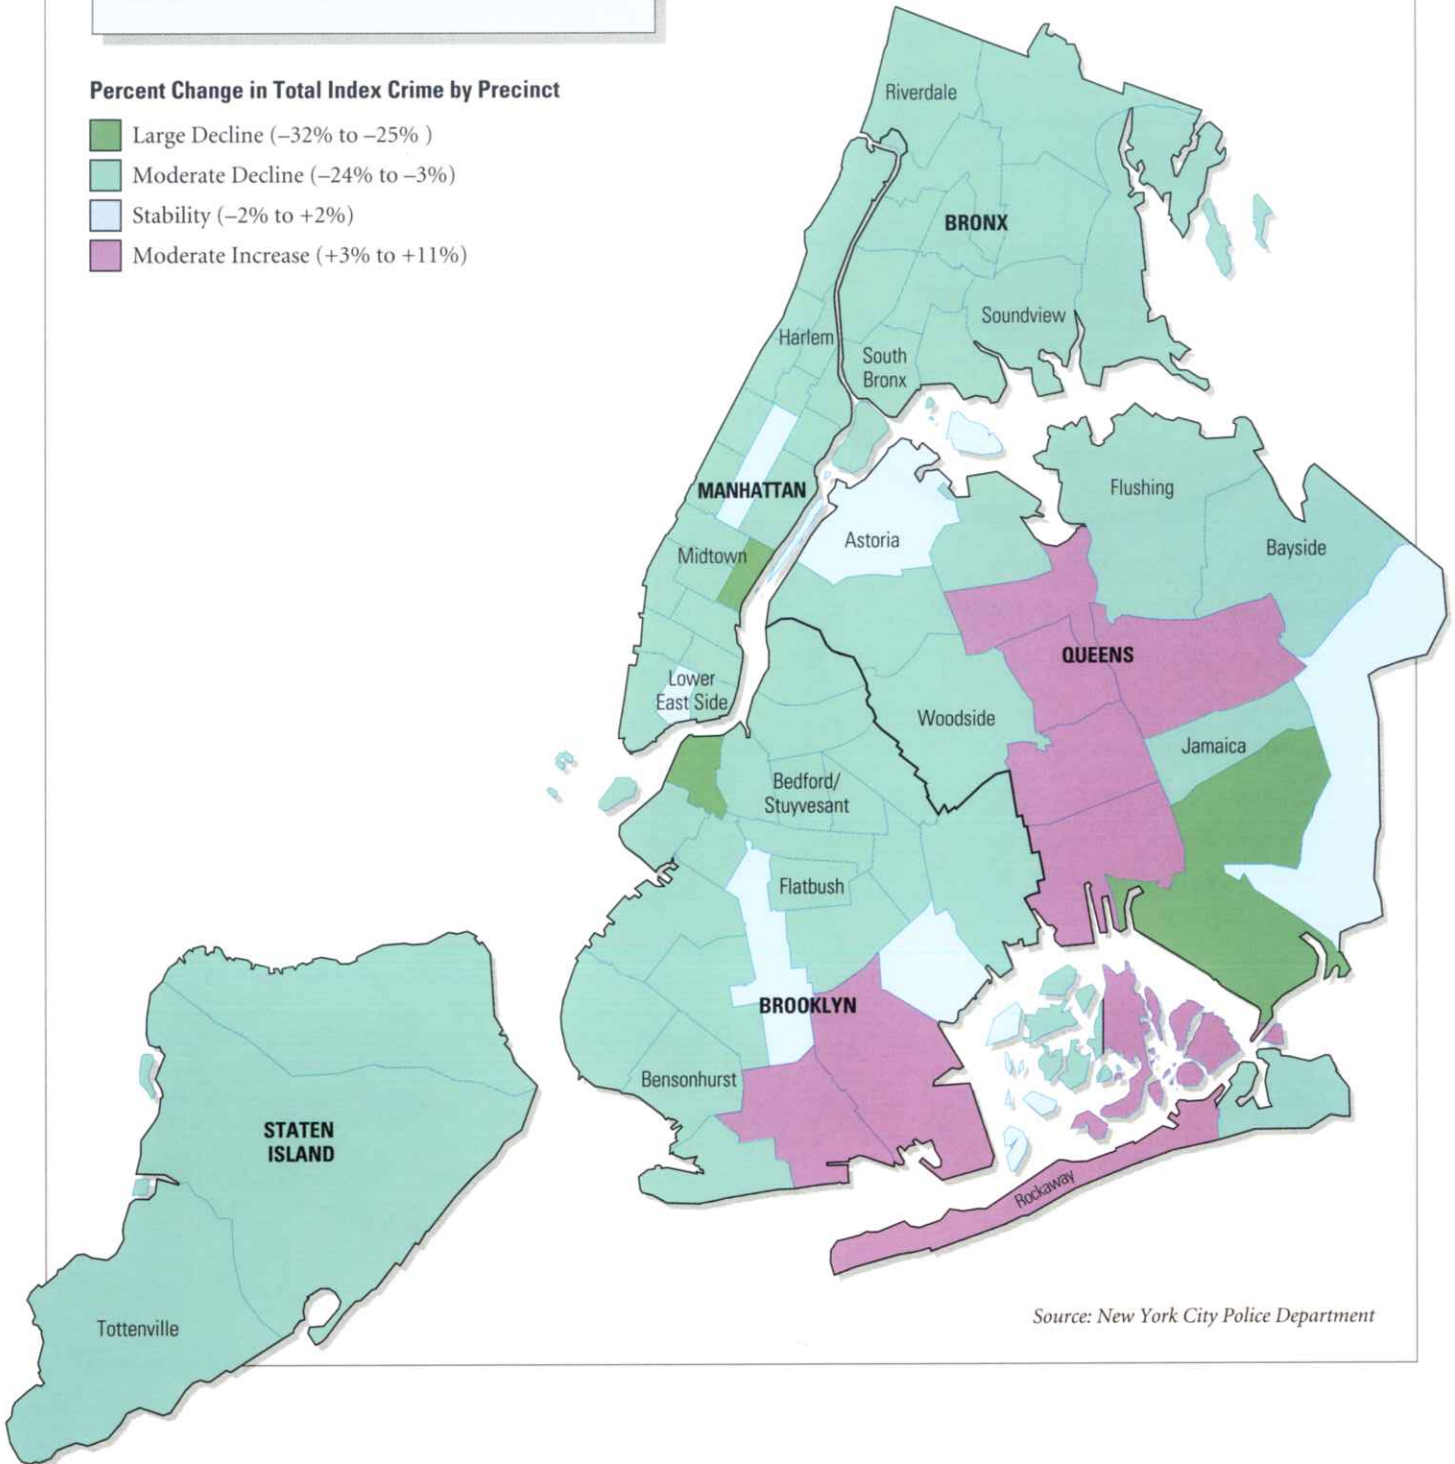 Percent Change in Total Index Crime by Precinct
Large Decline (–32% to –25% )
Moderate Decline (–24% to –3%)
Stability (–2% to +2%)
Moderate Increase (+3% to +11%)
Riverdale
BRONX
Soundview
Harlem
South
Bronx
MANHATTAN
Flushing
Astoria
Bayside
Midtown
QUEENS
Lower
East Side
Woodside
Jamaica
Bedford/
Stuyvesant
Flatbush
BROOKLYN
Bensonhurst
STATEN
ISLAND
Rockaway
Tottenville
Source: New York City Police Department